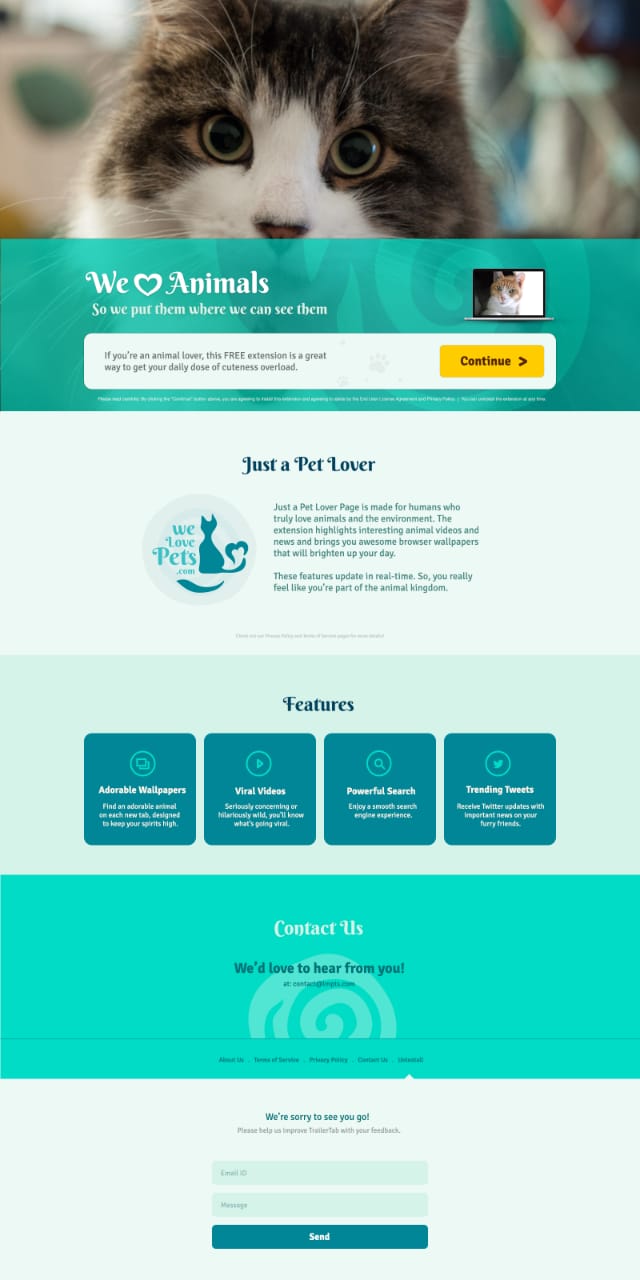 We Animals
So we put them where we can see them
If you're an animal lover, this FREE extension is a great
way to get your daily dose of cuteness overload.
Continue >
Please read carefully: By clicking the "Continue" button above, you are agreeing to install this extension and agreeing to abide by the End User License Agreement and Privacy Policy. | You can uninstall the extension at any time.
Just a Pet Lover
we
Love
Pets
.com
Just a Pet Lover Page is made for humans who
truly love animals and the environment. The
extension highlights interesting animal videos and
news and brings you awesome browser wallpapers
that will brighten up your day.
These features update in real-time. So, you really
feel like you're part of the animal kingdom.
Check out our Privacy Policy and Terms of Service pages for more details!
Features
Adorable Wallpapers
Find an adorable animal
on each new tab, designed
to keep your spirits high.
Viral Videos
Seriously concerning or
hilariously wild, you'll know
what's going viral.
Powerful Search
Enjoy a smooth search
engine experience.
Trending Tweets
Receive Twitter updates with
important news on your
furry friends.
Contact Us
We'd love to hear from you!
at:
About Us . Terms of Service . Privacy Policy . Contact Us . Uninstall
We're sorry to see you go!
Please help us improve TrailerTab with your feedback.
Email ID
Message
Send